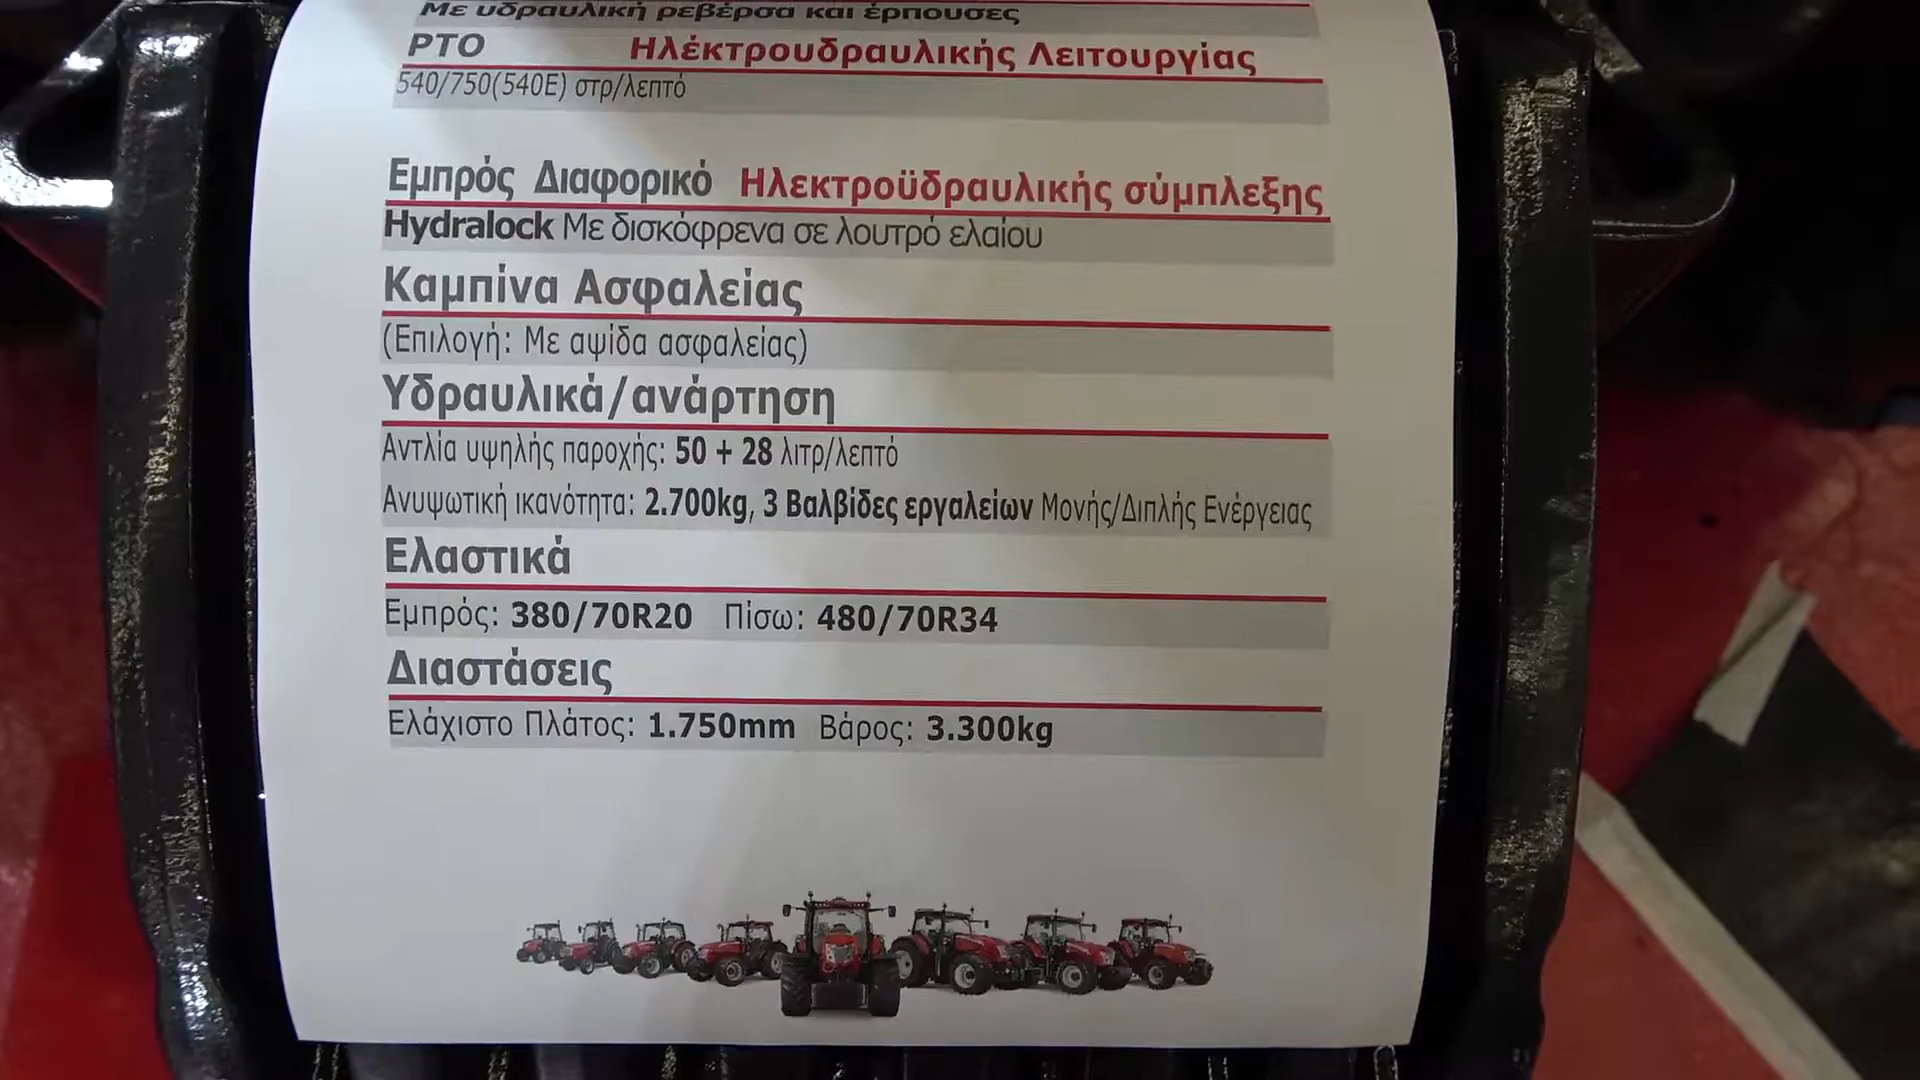 Με υδραυλική ρεβέρσα και έρπουσες
PTO Ηλέκτρουδραυλικής Λειτουργίας
540/750(540E) στρ/λεπτό
Εμπρός Διαφορικό Ηλεκτροϋδραυλικής σύμπλεξης
Hydralock Με δισκόφρενα σε λουτρό ελαίου
Καμπίνα Ασφαλείας
(Επιλογή: Με αψίδα ασφαλείας)
Υδραυλικά/ανάρτηση
Αντλία υψηλής παροχής: 50 + 28 λιτρ/λεπτό
Ανυψωτική ικανότητα: 2.700kg, 3 Βαλβίδες εργαλείων Μονής/Διπλής Ενέργειας
Ελαστικά
Εμπρός: 380/70R20 Πίσω: 480/70R34
Διαστάσεις
Ελάχιστο Πλάτος: 1.750mm Βάρος: 3.300kg